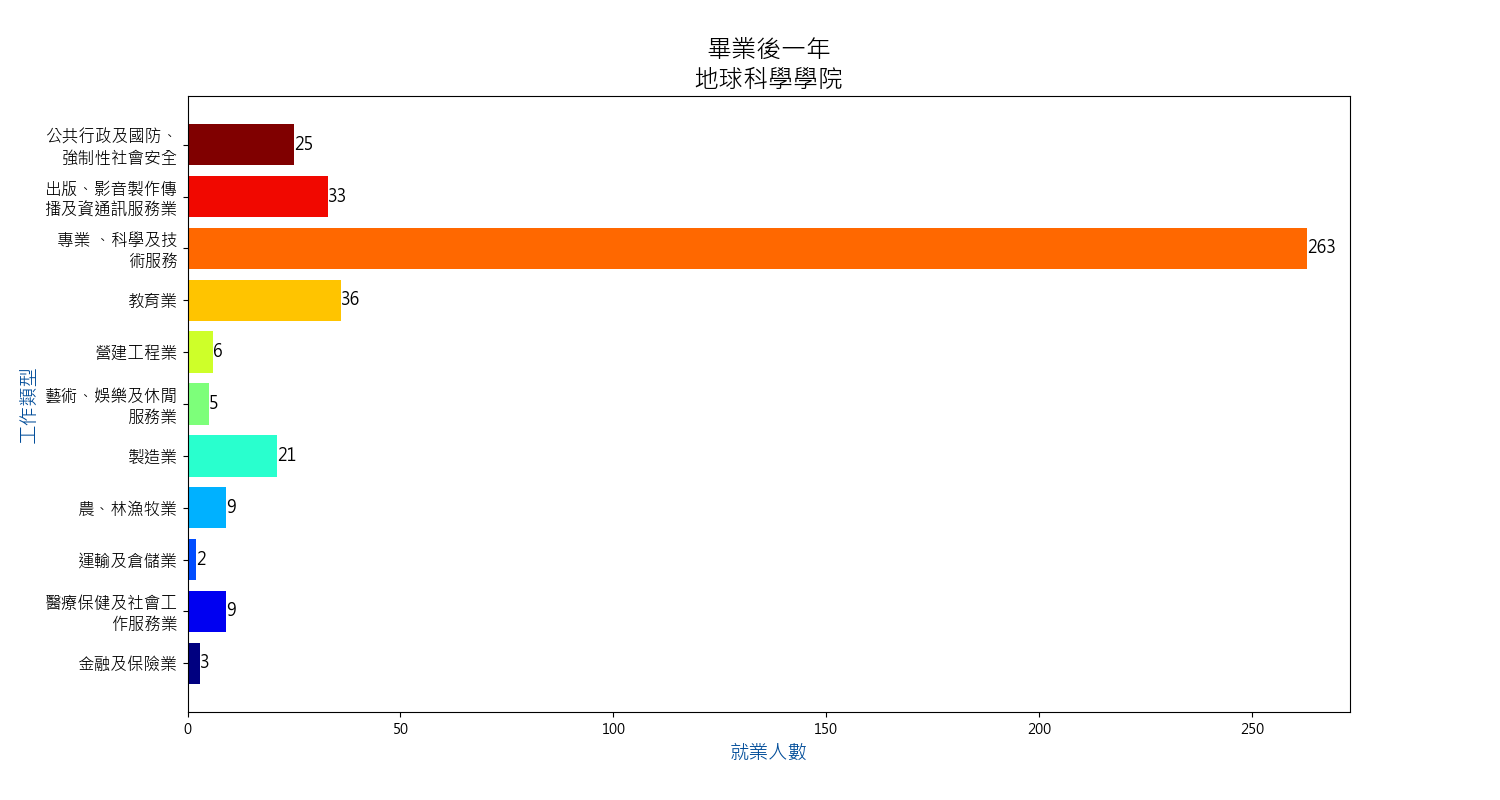 畢業後一年
地球科學學院
公共行政及國防、
強制性社會安全
25
出版、影音製作傳
播及資通訊服務業
33
專業 、科學及技
術服務
263
教育業
36
營建工程業
6
藝術、娛樂及休閒
服務業
5
製造業
21
農、林漁牧業
9
運輸及倉儲業
2
醫療保健及社會工
作服務業
9
金融及保險業
3
工作類型
0 50 100 150 200 250
就業人數